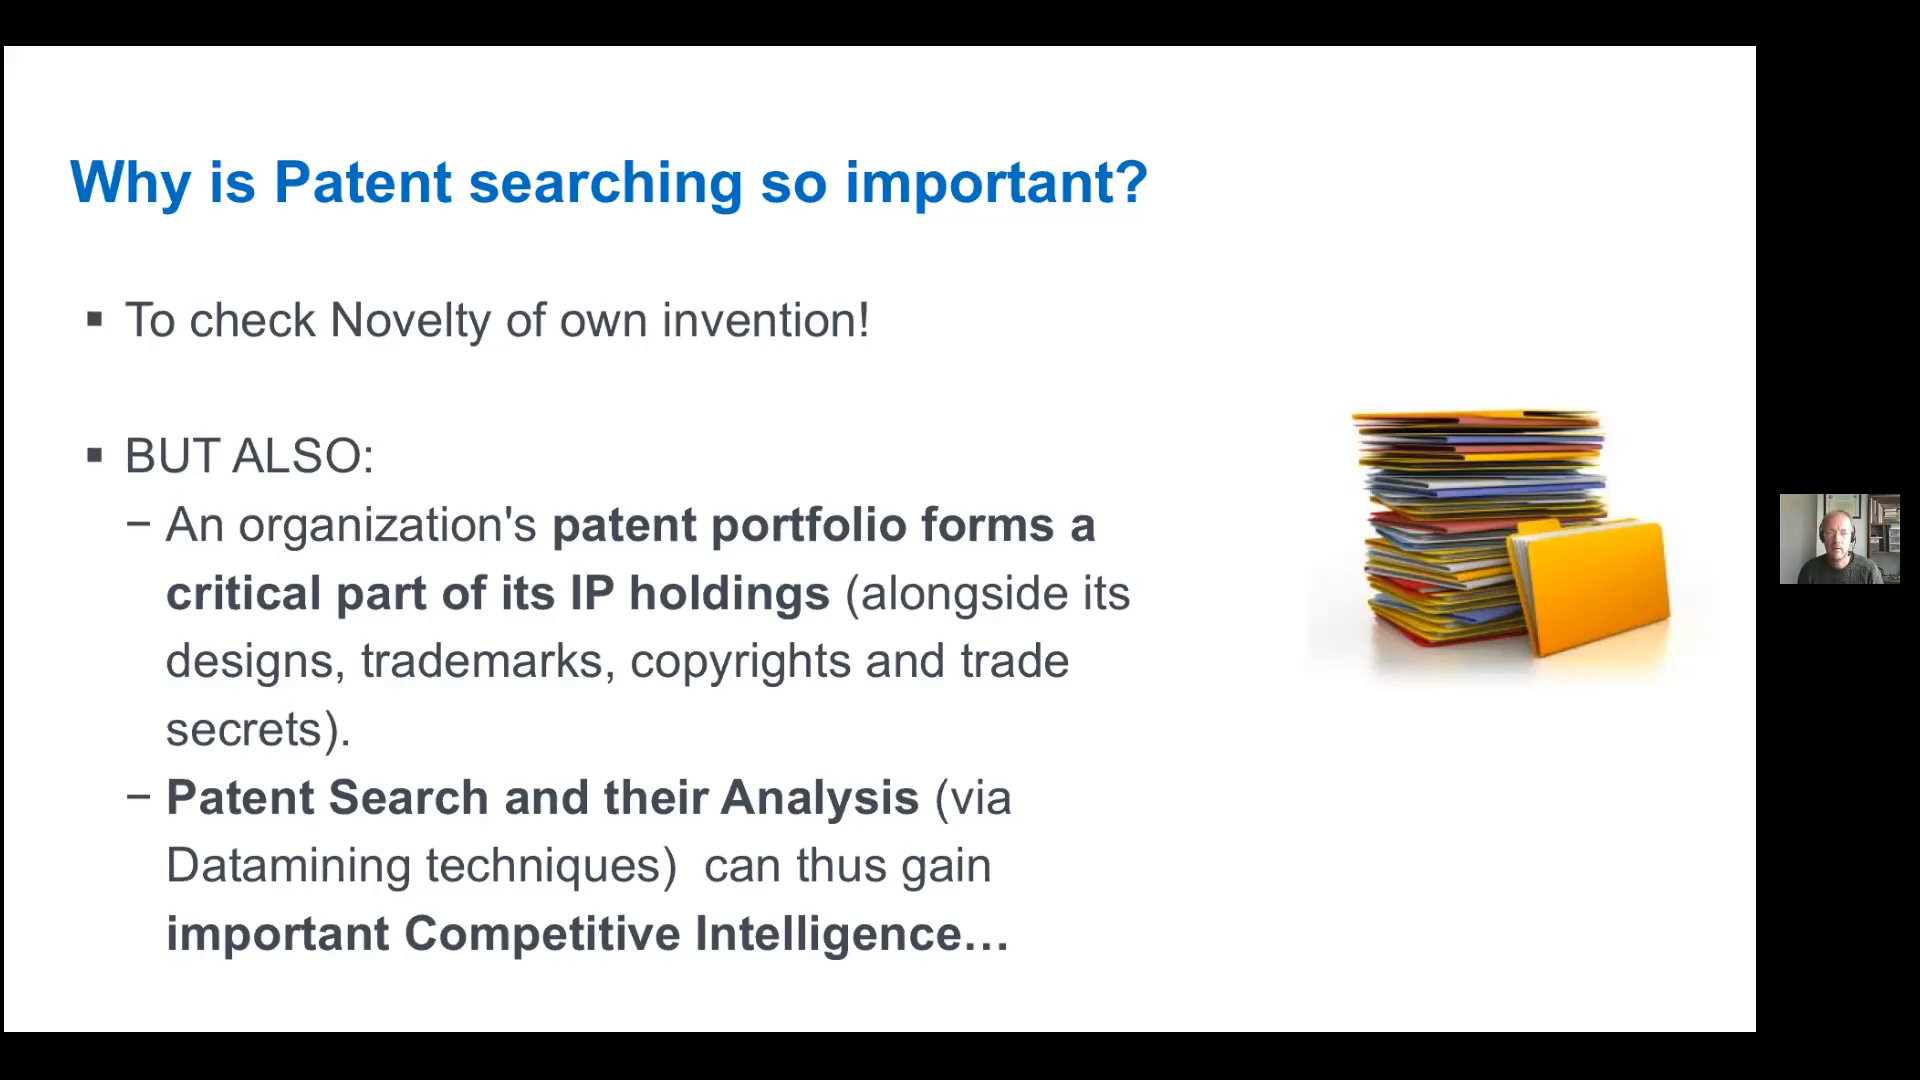 Why is Patent searching so important?
▪ To check Novelty of own invention!
▪ BUT ALSO:
− An organization's patent portfolio forms a
critical part of its IP holdings (alongside its
designs, trademarks, copyrights and trade
secrets).
− Patent Search and their Analysis (via
Datamining techniques)  can thus gain
important Competitive Intelligence…